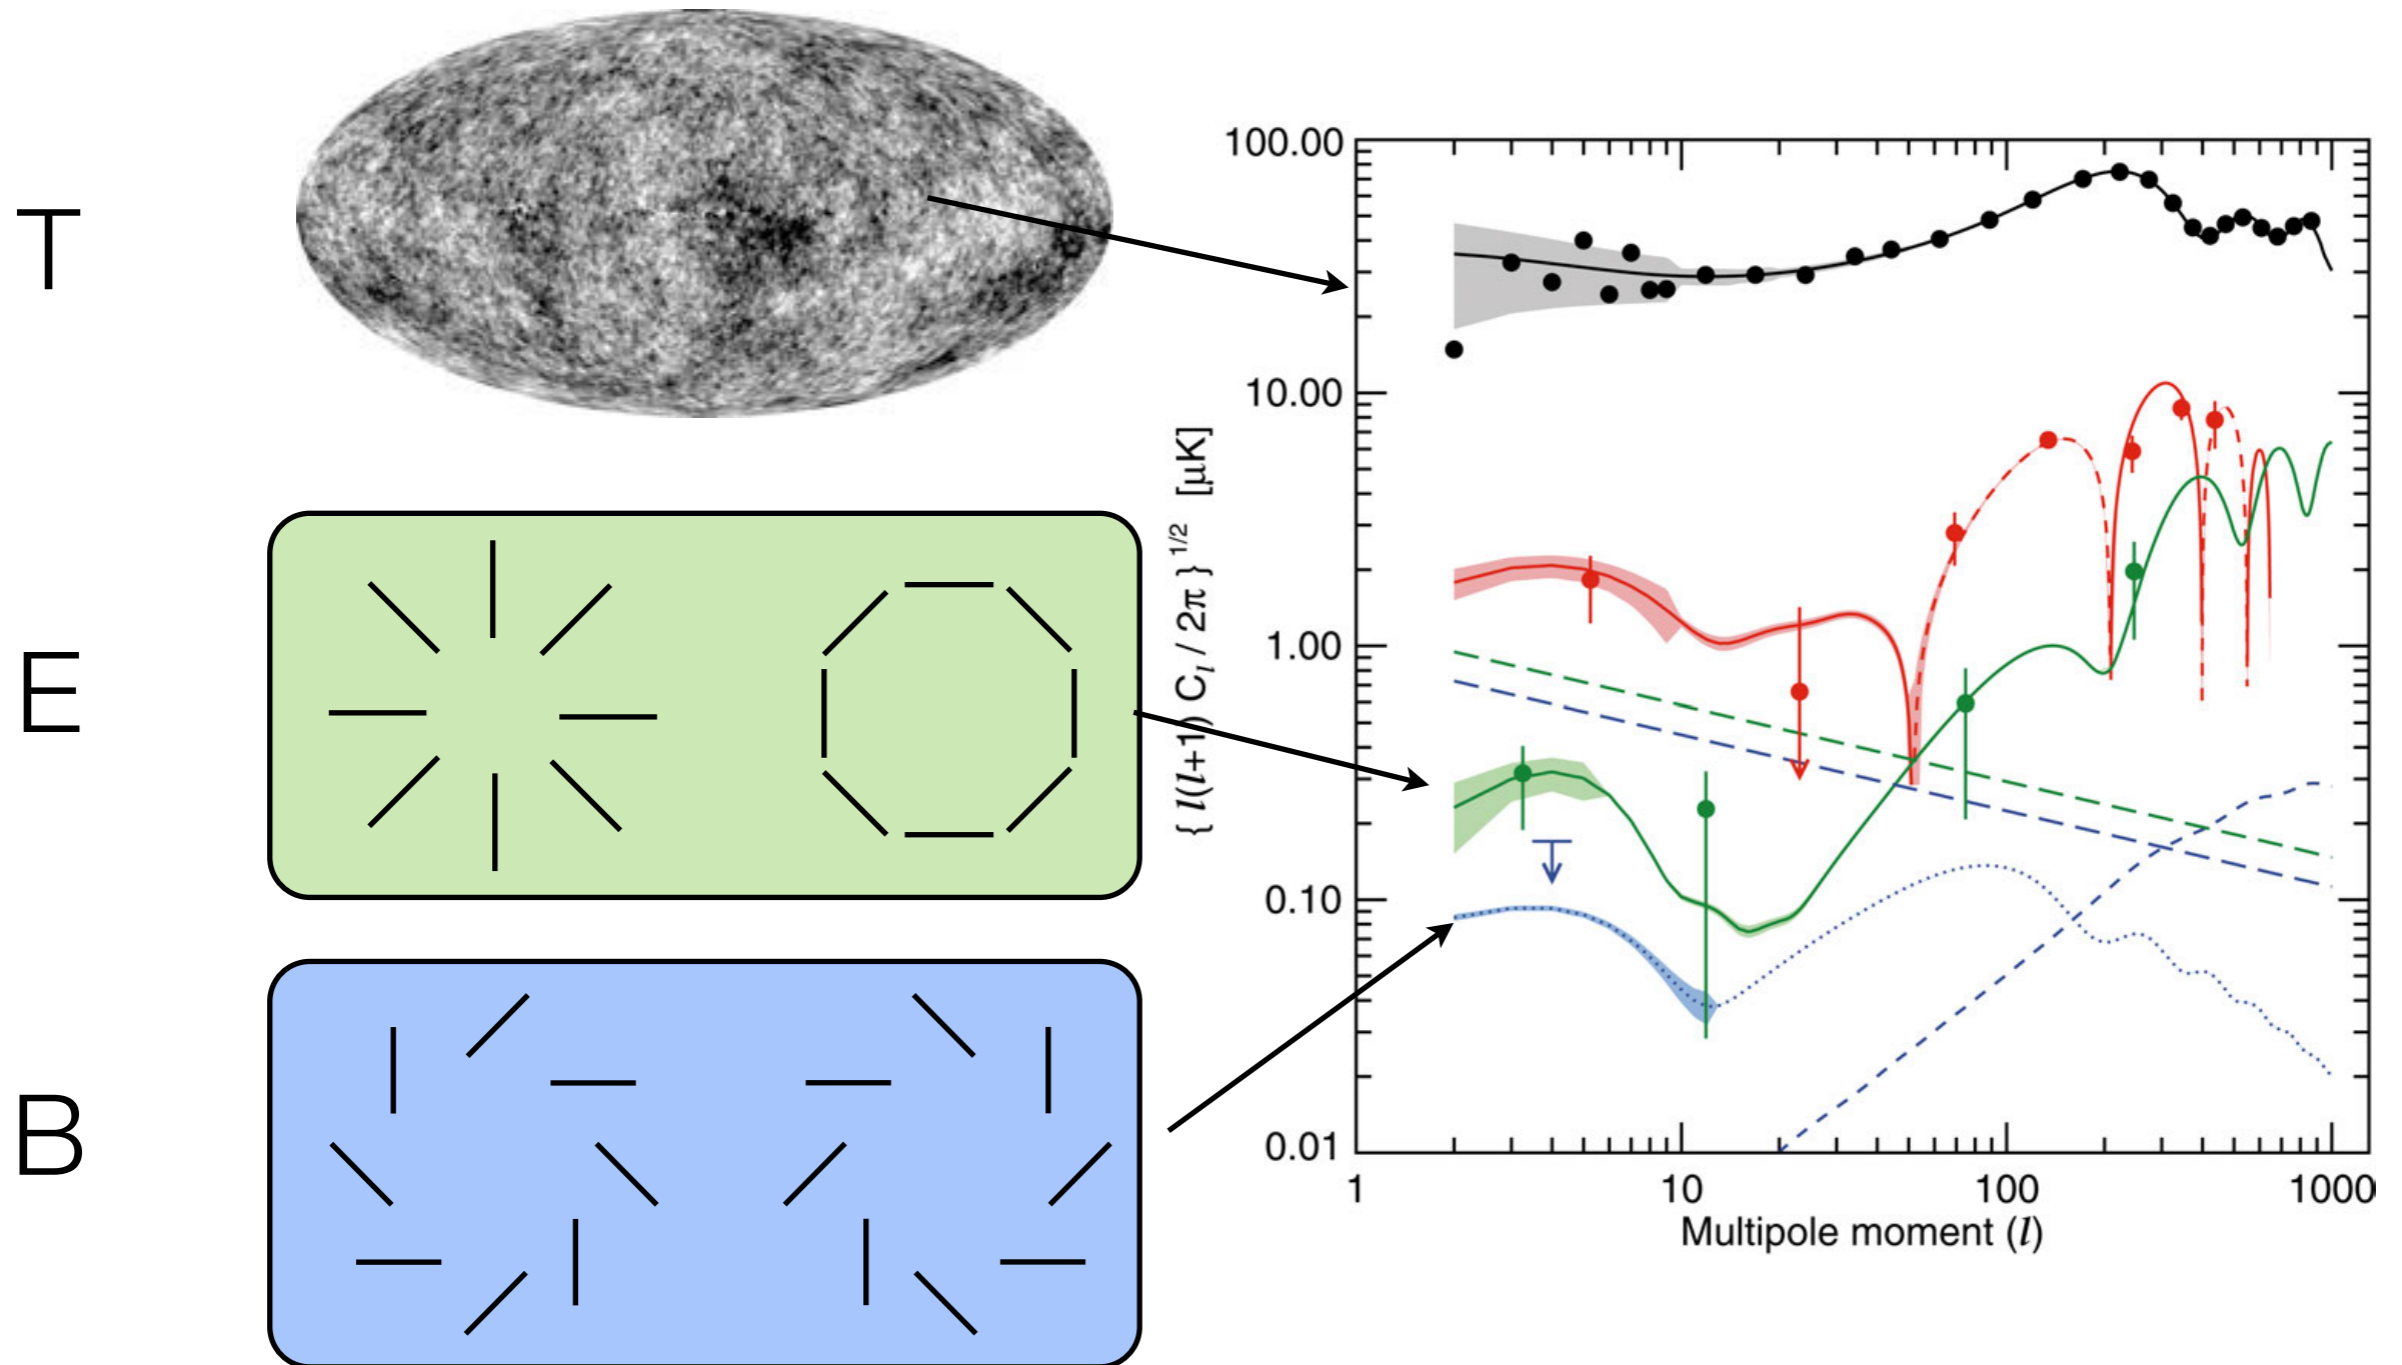 T
E
B
{ l(l+1) C_l / 2π }^1/2 [μK]
100.00
10.00
1.00
0.10
0.01
1 10 100 1000
Multipole moment (l)